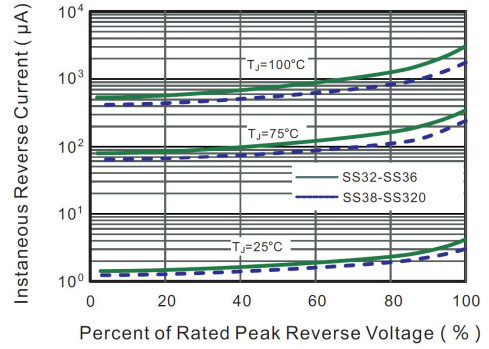 Instaneous Reverse Current ( µA)
10⁴
10³
10²
10¹
10⁰
TJ=100°C
TJ=75°C
SS32-SS36
SS38-SS320
TJ=25°C
0 20 40 60 80 100
Percent of Rated Peak Reverse Voltage ( % )